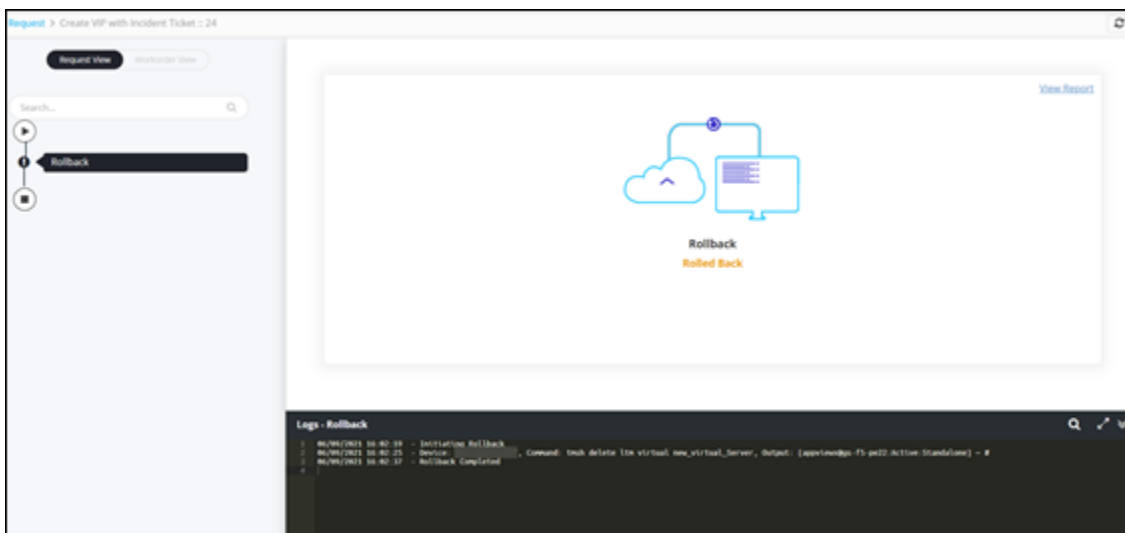 Request > Create VIP with Incident Ticket :: 24
Request View Workorder View
Search...
Rollback
View Report
Rollback
Rolled Back
Logs - Rollback
1 06/09/2021 16:02:19 - Initiating Rollback
2 06/09/2021 16:02:25 - Device: , Command: tmsh delete ltm virtual new_virtual_Server, Output: [appviewx@gs-f5-pe22:Active:Standalone] ~ #
3 06/09/2021 16:02:37 - Rollback Completed
4